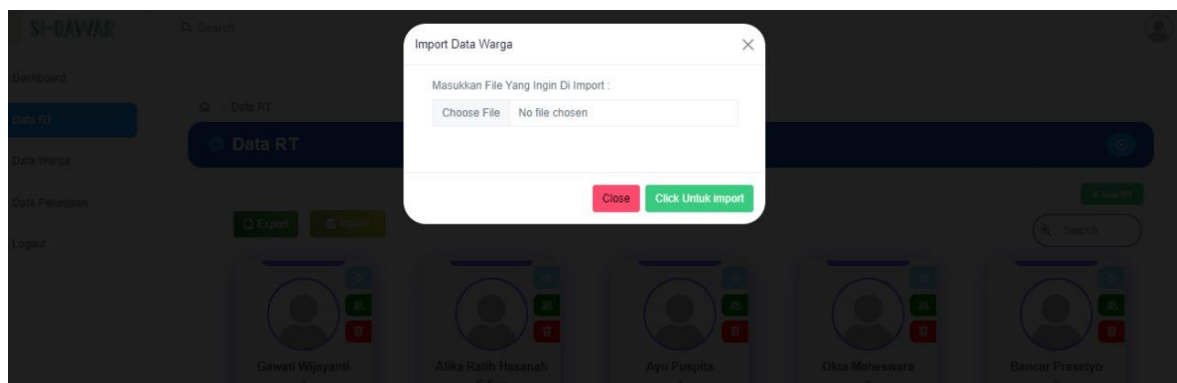 SI-DAWAR
Search
Import Data Warga
Dashboard
Masukkan File Yang Ingin Di Import :
Data RT
Data RT
Choose File No file chosen
Data RT
Data Warga
Data Pekerjaan
Close Click Untuk import
Export Import
Search
Logout
Gawati Wijayanti
Alika Ratih Hasanah
Ayu Puspita
Okta Maheswara
Bancar Prasetyo